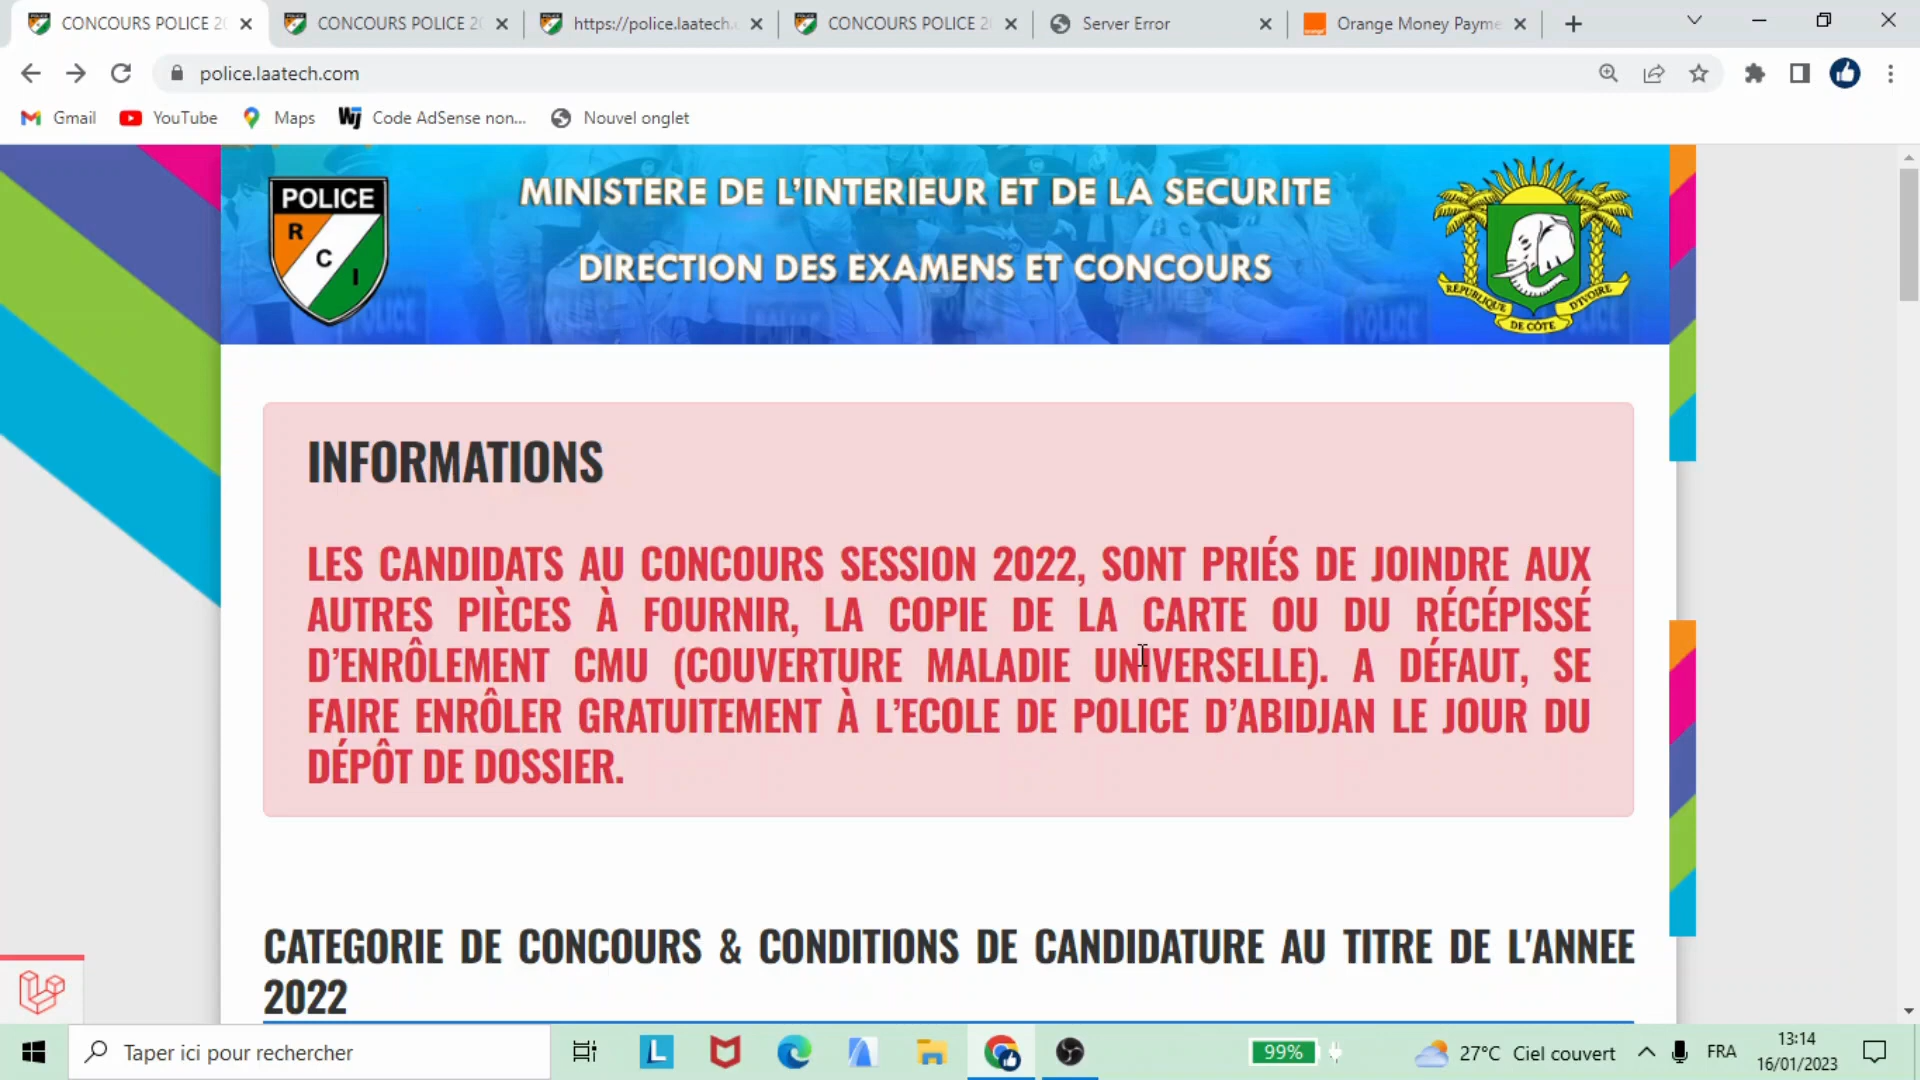 CONCOURS POLICE 20
CONCOURS POLICE 20
https://police.laatech.
CONCOURS POLICE 20
Server Error
Orange Money Payme
police.laatech.com
Gmail
YouTube
Maps
Code AdSense non...
Nouvel onglet
POLICE
R
C
I
MINISTERE DE L'INTERIEUR ET DE LA SECURITE
DIRECTION DES EXAMENS ET CONCOURS
RÉPUBLIQUE
D'IVOIRE
DE CÔTE
INFORMATIONS
LES CANDIDATS AU CONCOURS SESSION 2022, SONT PRIÉS DE JOINDRE AUX
AUTRES PIÈCES À FOURNIR, LA COPIE DE LA CARTE OU DU RÉCÉPISSÉ
D'ENRÔLEMENT CMU (COUVERTURE MALADIE UNIVERSELLE). A DÉFAUT, SE
FAIRE ENRÔLER GRATUITEMENT À L'ECOLE DE POLICE D'ABIDJAN LE JOUR DU
DÉPÔT DE DOSSIER.
CATEGORIE DE CONCOURS & CONDITIONS DE CANDIDATURE AU TITRE DE L'ANNEE
2022
Taper ici pour rechercher
99%
27°C Ciel couvert
FRA
13:14
16/01/2023